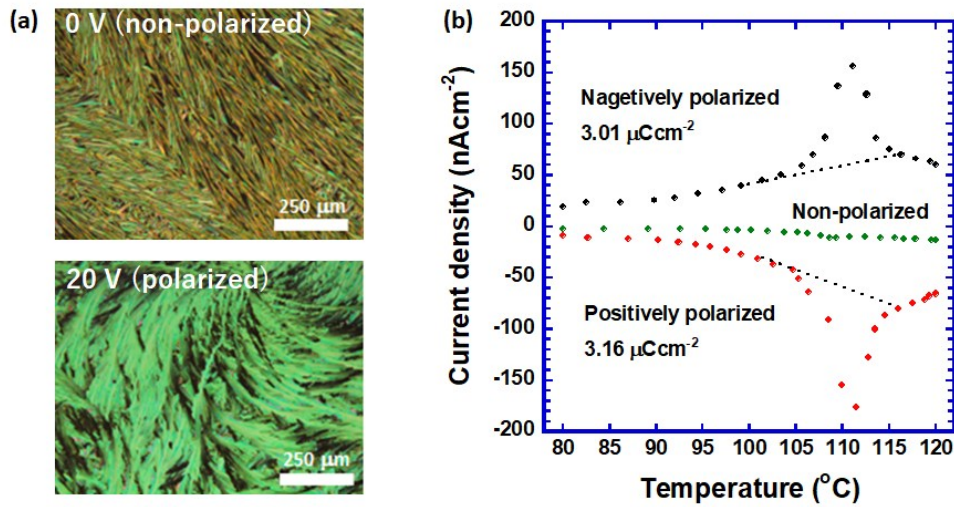 (a)
0 V (non-polarized)
250 μm
20 V (polarized)
250 μm
(b)
Current density (nAcm-2)
200
150
100
50
0
-50
-100
-150
-200
Nagetively polarized
3.01 μCcm-2
Non-polarized
Positively polarized
3.16 μCcm-2
80 85 90 95 100 105 110 115 120
Temperature (oC)